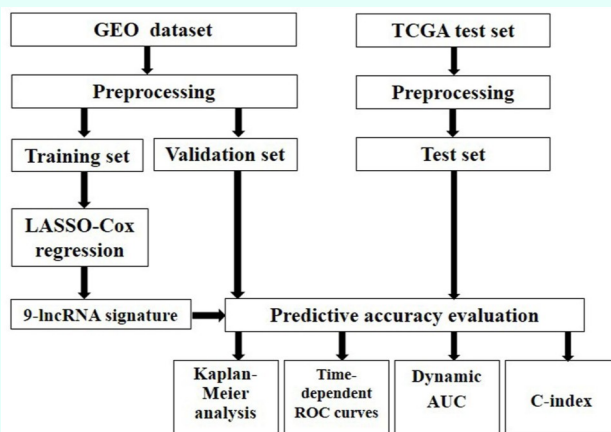 GEO dataset
TCGA test set
Preprocessing
Preprocessing
Training set
Validation set
Test set
LASSO-Cox
regression
9-lncRNA signature
Predictive accuracy evaluation
Kaplan-
Meier
analysis
Time-
dependent
ROC curves
Dynamic
AUC
C-index